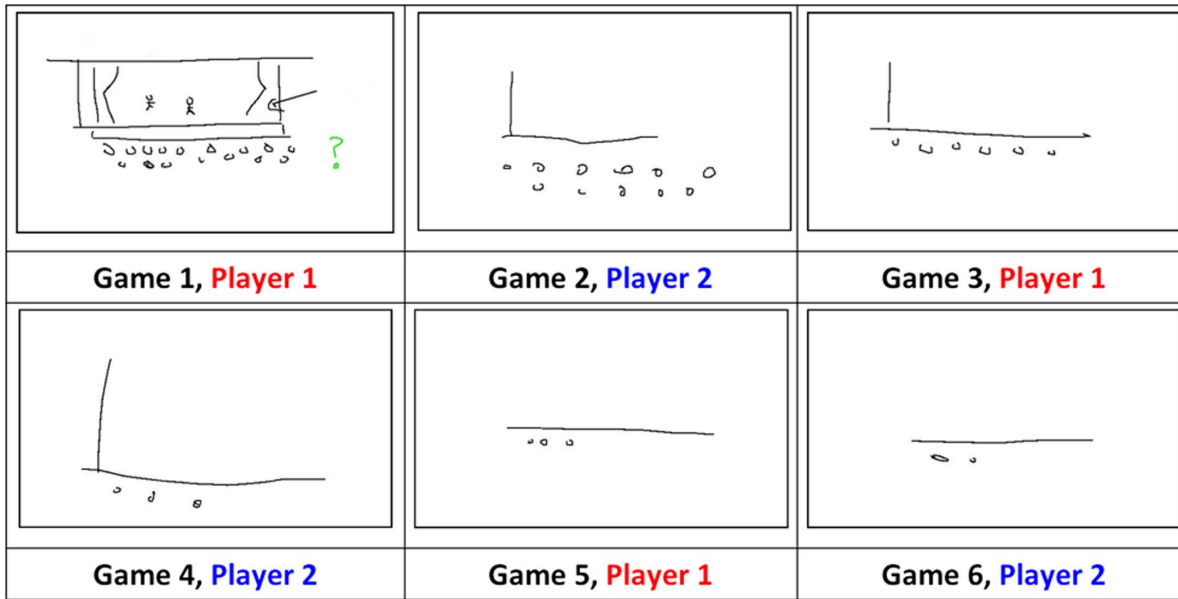 ?
Game 1, Player 1
Game 2, Player 2
Game 3, Player 1
Game 4, Player 2
Game 5, Player 1
Game 6, Player 2